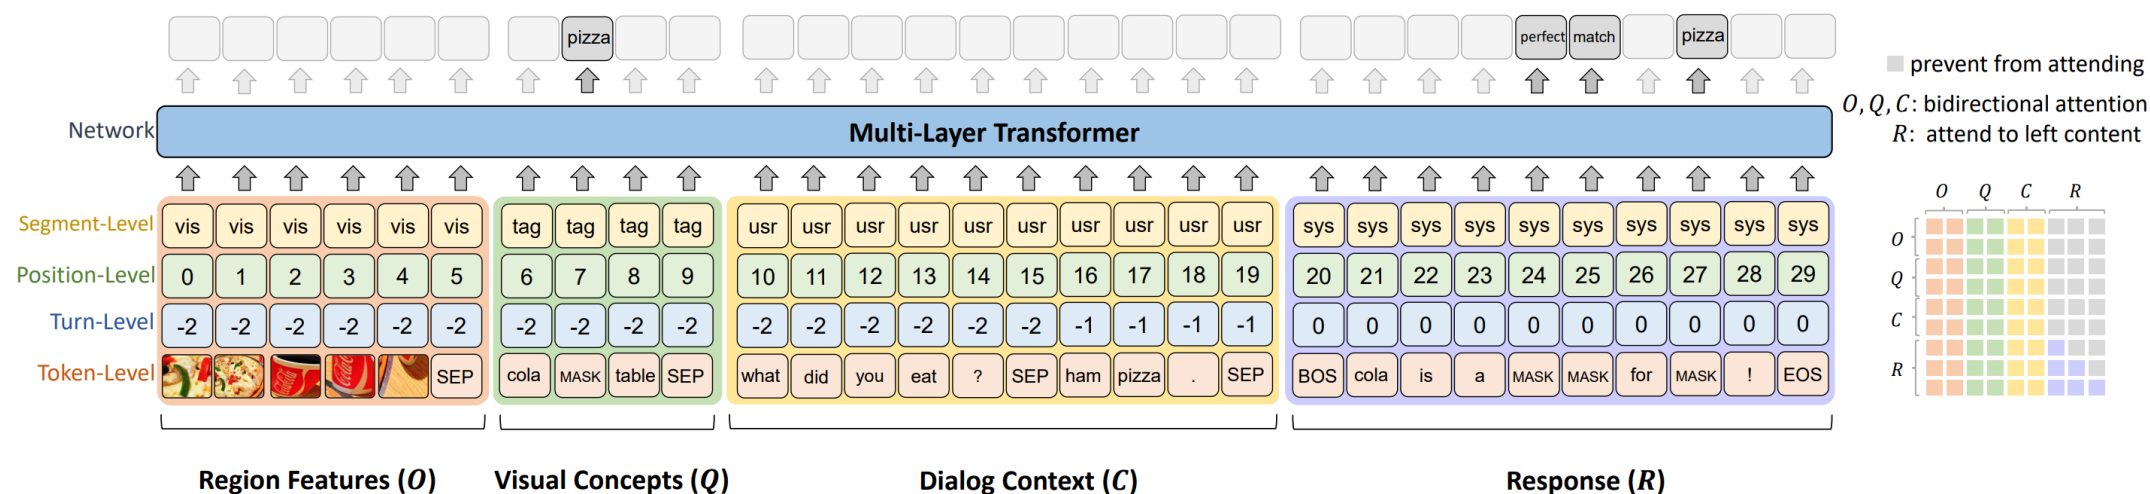 pizza perfect match pizza
prevent from attending
O, Q, C: bidirectional attention
R: attend to left content
Network Multi-Layer Transformer
Segment-Level vis vis vis vis vis vis tag tag tag tag usr usr usr usr usr usr usr usr usr usr sys sys sys sys sys sys sys sys sys sys
Position-Level 0 1 2 3 4 5 6 7 8 9 10 11 12 13 14 15 16 17 18 19 20 21 22 23 24 25 26 27 28 29
Turn-Level -2 -2 -2 -2 -2 -2 -2 -2 -2 -2 -2 -2 -2 -2 -2 -2 -1 -1 -1 -1 0 0 0 0 0 0 0 0 0 0
Token-Level SEP cola MASK table SEP what did you eat ? SEP ham pizza . SEP BOS cola is a MASK MASK for MASK ! EOS
Region Features (O) Visual Concepts (Q) Dialog Context (C) Response (R)
O Q C R
O
Q
C
R